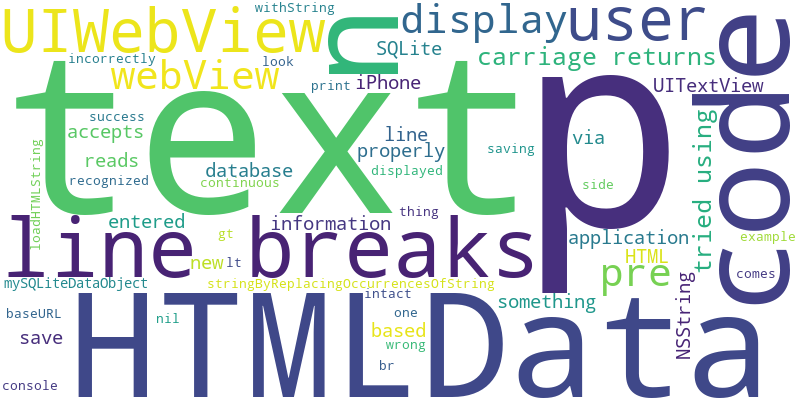 withString
UIWebView
n
display
user
code
SQLite
carriage returns
incorrectly
look
webView
print
iPhone
UITextView
text
p
success
accepts
line
via
tried using
reads
properly
saving
database
displayed
recognized
continuous
side
loadHTMLString
thing
entered
information
line breaks
gt
application
example
new
lt
HTML
pre
comes
mySQLiteDataObject
stringByReplacingOccurrencesOfString
HTMLData
intact
something
NSString
baseURL
nil
one
based
save
wrong
br
console